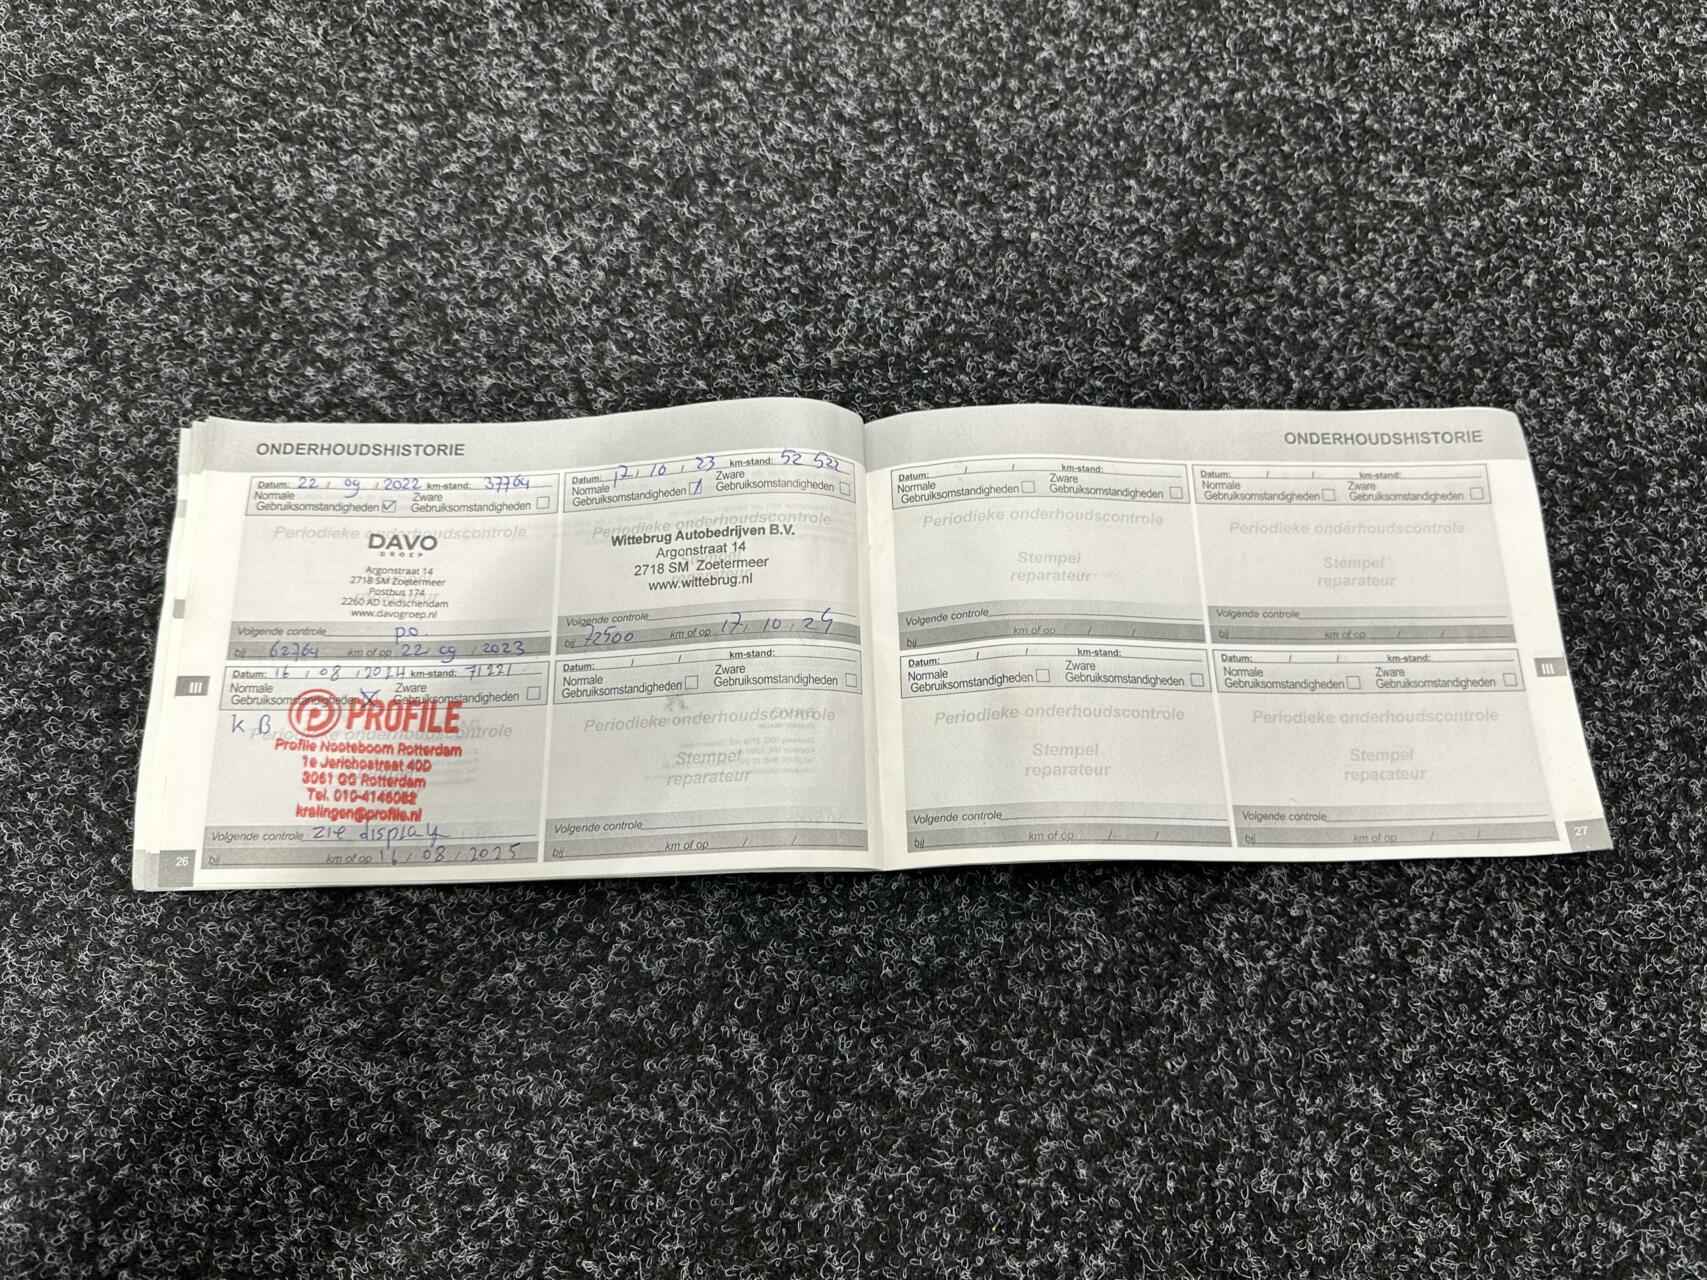 ONDERHOUDSHISTORIE
Datum: 22 / 09 / 2022 km-stand: 37764
Normale Gebruiksomstandigheden ☑ Zware Gebruiksomstandigheden
Periodieke onderhoudscontrole
DAVO
GROEP
Argonstraat 14
2718 SM Zoetermeer
Postbus 174
2260 AD Leidschendam
www.davogroep.nl
Volgende controle p.o.
bij 62764 km of op 22 09 / 2023
Datum: 17 / 10 / 23 km-stand: 52 522
Normale Gebruiksomstandigheden ☑ Zware Gebruiksomstandigheden
Periodieke onderhoudscontrole
Wittebrug Autobedrijven B.V.
Argonstraat 14
2718 SM Zoetermeer
www.wittebrug.nl
Volgende controle
bij 72500 km of op 17 / 10 / 24
Datum: 16 / 08 / 2024 km-stand: 71221
Normale Gebruiksomstandigheden ☒ Zware Gebruiksomstandigheden
K B
Periodieke onderhoudscontrole
PROFILE
Profile Nooteboom Rotterdam
1e Jerichostraat 40D
3061 GG Rotterdam
Tel. 010-4146062
kralingen@profile.nl
Volgende controle zie display
bij km of op 16 / 08 / 2025
Datum: / / km-stand:
Normale Gebruiksomstandigheden Zware Gebruiksomstandigheden
Periodieke onderhoudscontrole
Stempel
reparateur
Volgende controle
bij km of op / /
26
III
ONDERHOUDSHISTORIE
Datum: / / km-stand:
Normale Gebruiksomstandigheden Zware Gebruiksomstandigheden
Periodieke onderhoudscontrole
Stempel
reparateur
Volgende controle
bij km of op / /
Datum: / / km-stand:
Normale Gebruiksomstandigheden Zware Gebruiksomstandigheden
Periodieke onderhoudscontrole
Stempel
reparateur
Volgende controle
bij km of op / /
Datum: / / km-stand:
Normale Gebruiksomstandigheden Zware Gebruiksomstandigheden
Periodieke onderhoudscontrole
Stempel
reparateur
Volgende controle
bij km of op / /
Datum: / / km-stand:
Normale Gebruiksomstandigheden Zware Gebruiksomstandigheden
Periodieke onderhoudscontrole
Stempel
reparateur
Volgende controle
bij km of op / /
III
27